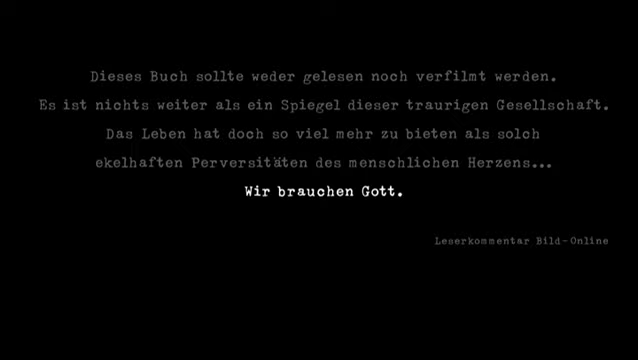 Dieses Buch sollte weder gelesen noch verfilmt werden.
Es ist nichts weiter als ein Spiegel dieser traurigen Gesellschaft.
Das Leben hat doch so viel mehr zu bieten als solch
ekelhaften Perversitäten des menschlichen Herzens...
Wir brauchen Gott.
Leserkommentar Bild-Online